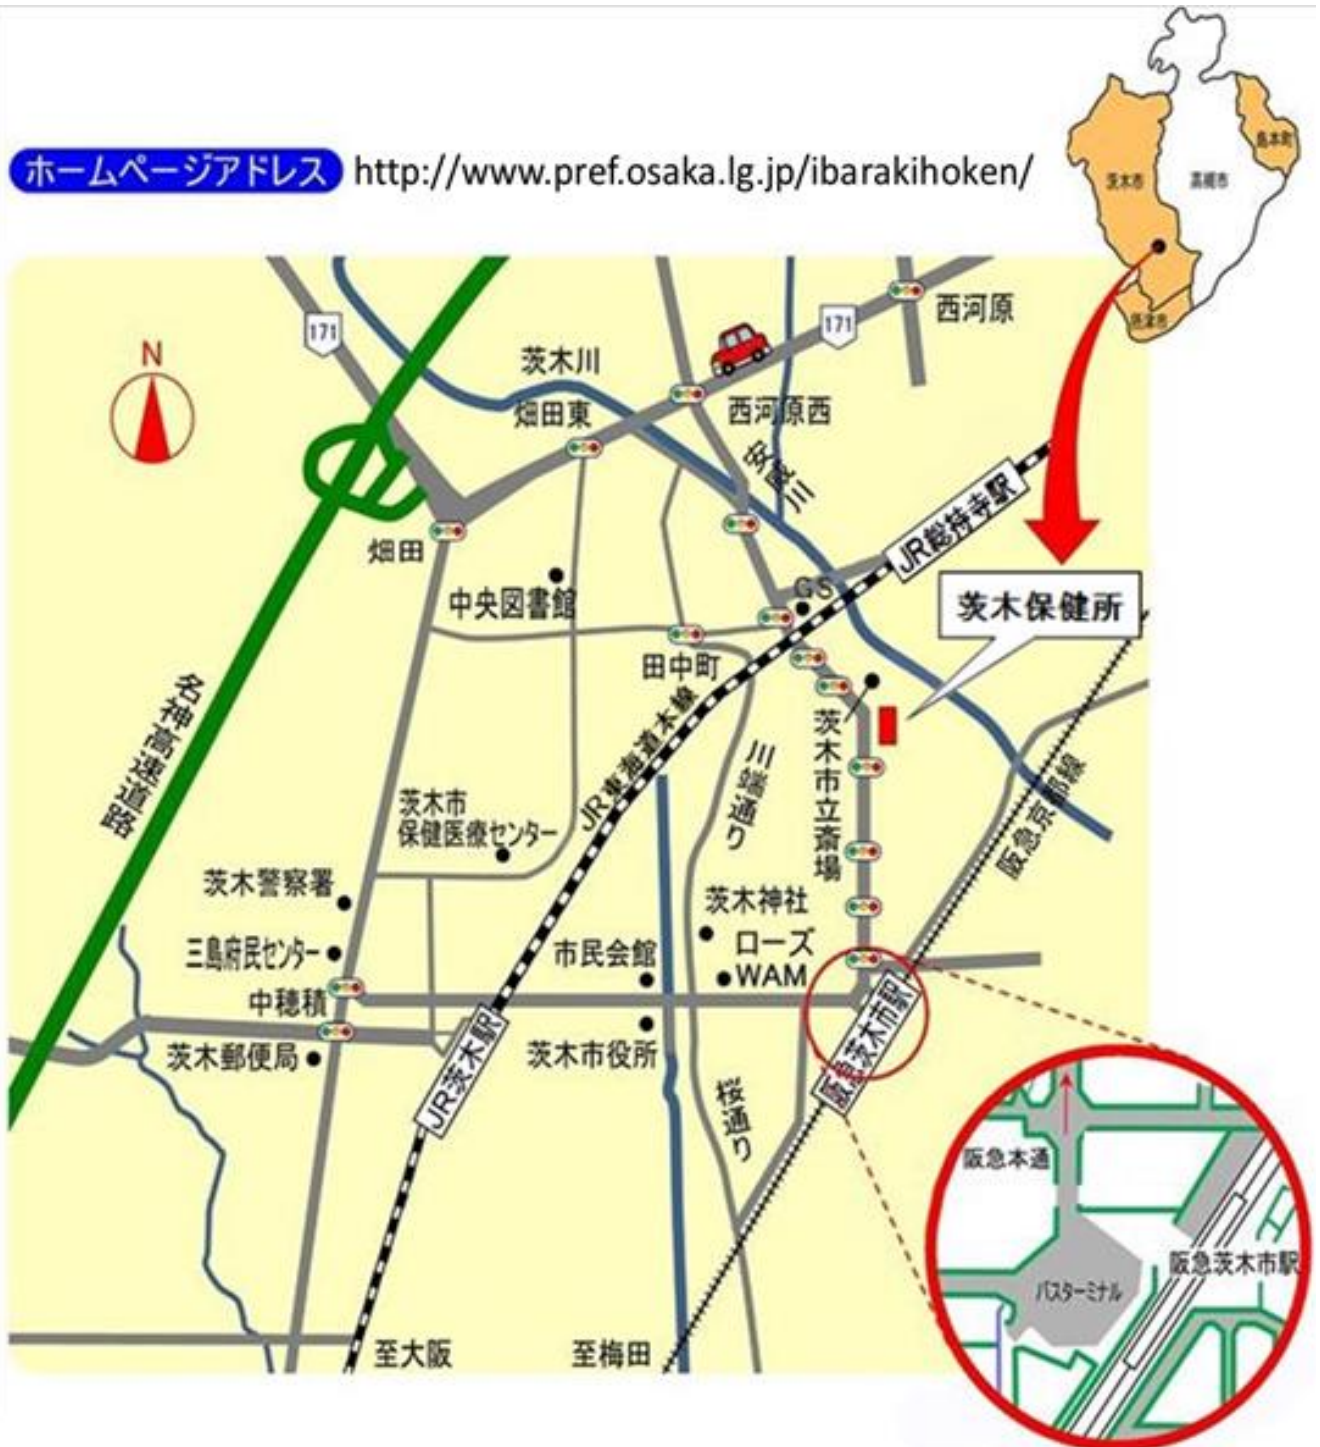 島本町
茨木市
高槻市
摂津市
ホームページアドレス http://www.pref.osaka.lg.jp/ibarakihoken/
171
171
西河原
N
茨木川
畑田東
西河原西
安威川
JR総持寺駅
畑田
中央図書館
GS
茨木保健所
田中町
名神高速道路
JR東海道本線
川端通り
茨木市立斎場
阪急京都線
茨木市
保健医療センター
茨木警察署
茨木神社
三島府民センター
市民会館
ローズ
WAM
中穂積
茨木郵便局
JR茨木駅
茨木市役所
阪急茨木市駅
桜通り
阪急本通
阪急茨木市駅
バスターミナル
至大阪
至梅田